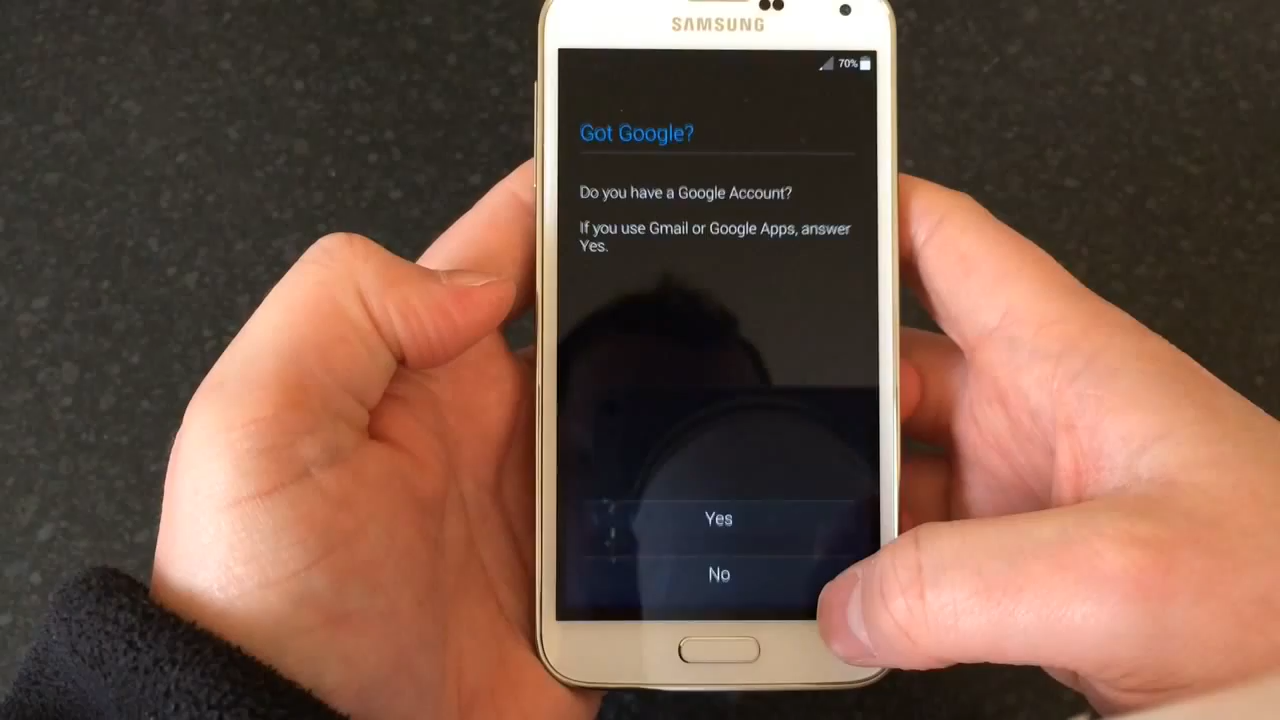 SAMSUNG
70%
Got Google?
Do you have a Google Account?
If you use Gmail or Google Apps, answer
Yes.
Yes
No